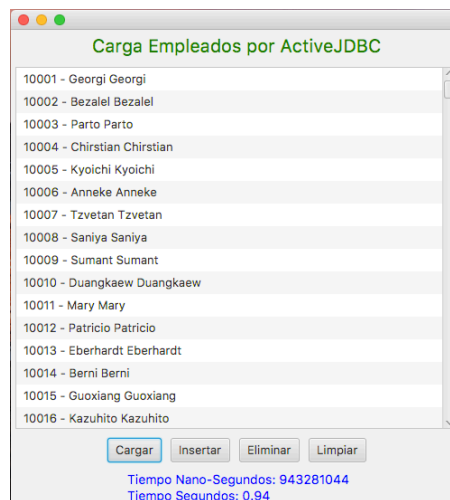 Carga Empleados por ActiveJDBC
10001 - Georgi Georgi
10002 - Bezalel Bezalel
10003 - Parto Parto
10004 - Chirstian Chirstian
10005 - Kyoichi Kyoichi
10006 - Anneke Anneke
10007 - Tzvetan Tzvetan
10008 - Saniya Saniya
10009 - Sumant Sumant
10010 - Duangkaew Duangkaew
10011 - Mary Mary
10012 - Patricio Patricio
10013 - Eberhardt Eberhardt
10014 - Berni Berni
10015 - Guoxiang Guoxiang
10016 - Kazuhito Kazuhito
Cargar Insertar Eliminar Limpiar
Tiempo Nano-Segundos: 943281044
Tiempo Segundos: 0.94